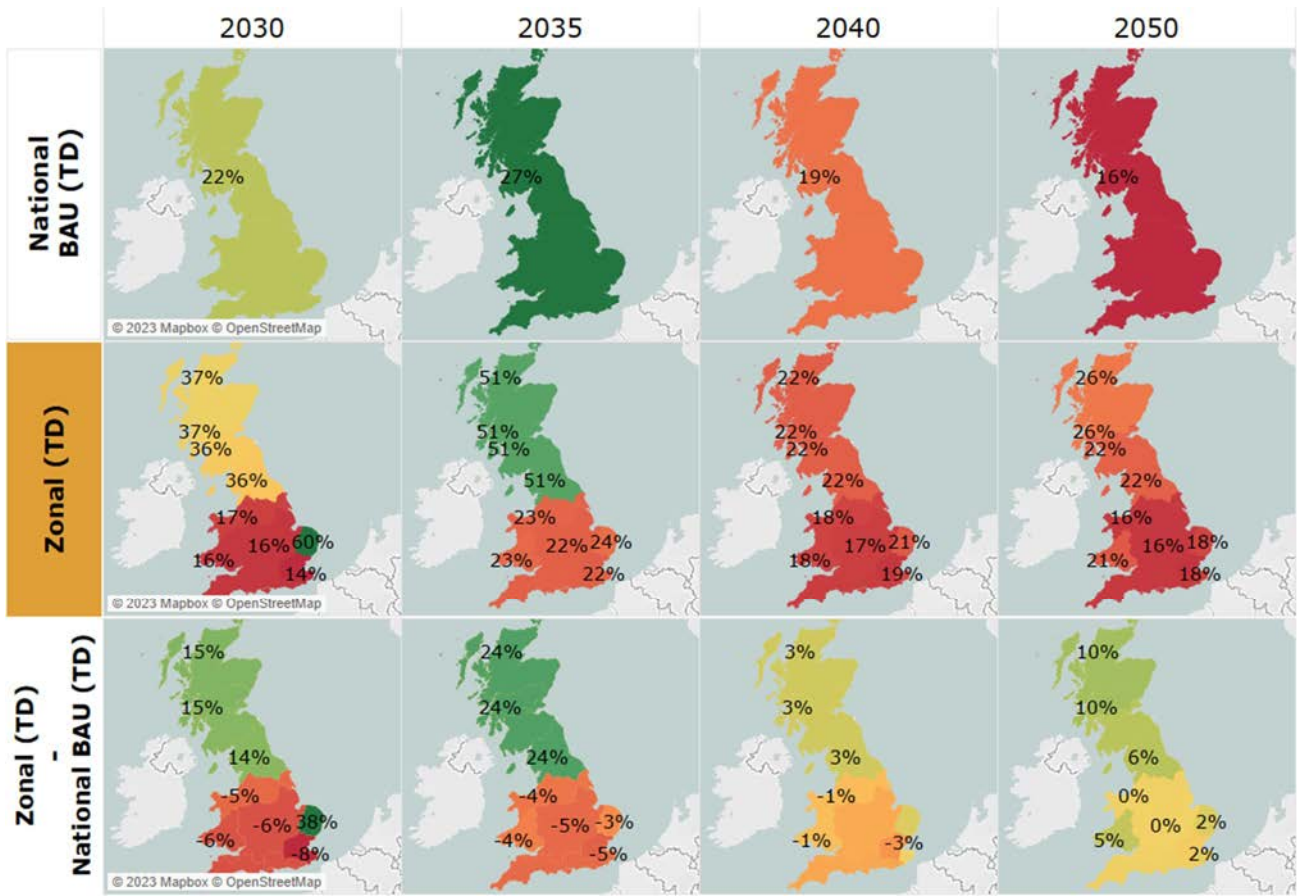 2030 2035 2040 2050
National
BAU (TD)
22% 27% 19% 16%
© 2023 Mapbox © OpenStreetMap
Zonal (TD)
37% 51% 22% 26%
37% 51% 22% 26%
36% 51% 22% 22%
36% 51% 22% 22%
17% 23% 18% 16%
16% 60% 22% 24% 17% 21% 16% 18%
16% 23% 18% 21%
14% 22% 19% 18%
© 2023 Mapbox © OpenStreetMap
Zonal (TD)
-
National BAU (TD)
15% 24% 3% 10%
15% 24% 3% 10%
14% 24% 3% 6%
-5% -4% -1% 0%
-6% 38% -5% -3% 0% 2%
-6% -4% -1% -3% 5%
-8% -5% 2%
© 2023 Mapbox © OpenStreetMap